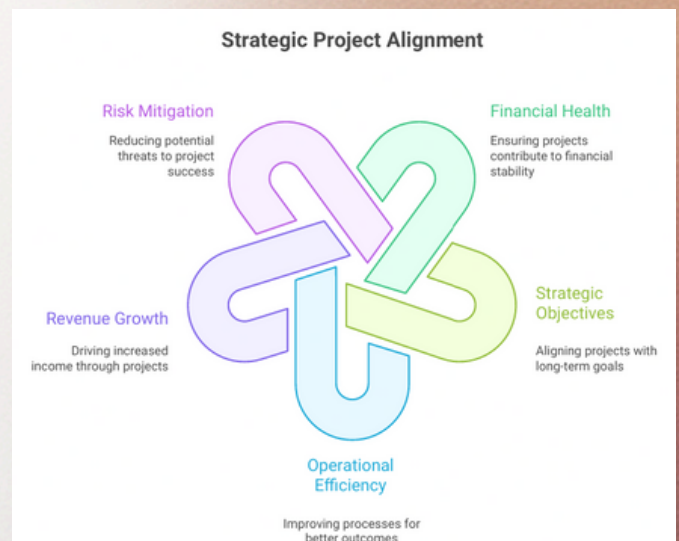 Strategic Project Alignment
Risk Mitigation
Reducing potential
threats to project
success
Financial Health
Ensuring projects
contribute to financial
stability
Revenue Growth
Driving increased
income through projects
Strategic
Objectives
Aligning projects with
long-term goals
Operational
Efficiency
Improving processes for
better outcomes